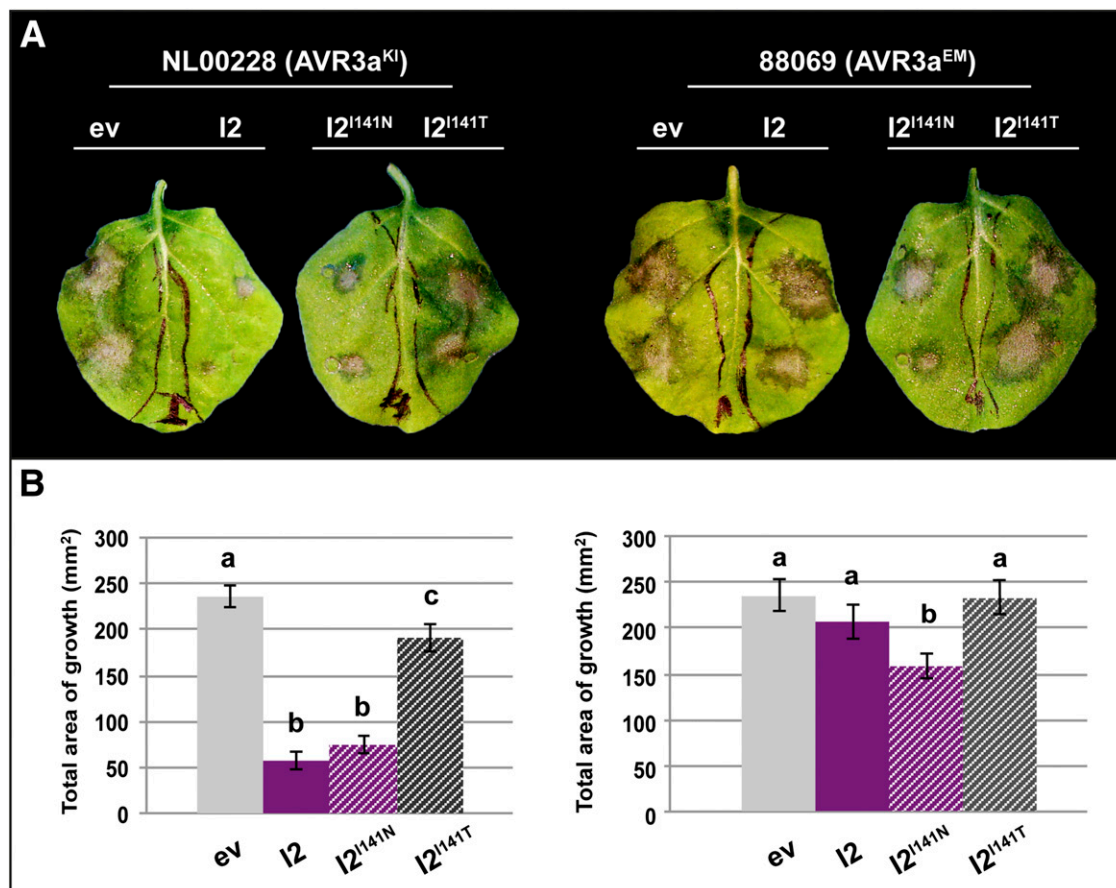 A
NL00228 (AVR3aᴷᴵ) 88069 (AVR3aᴱᴹ)
ev I2 I2ᴵ¹⁴¹ᴺ I2ᴵ¹⁴¹ᵀ ev I2 I2ᴵ¹⁴¹ᴺ I2ᴵ¹⁴¹ᵀ
B
Total area of growth (mm²)
300
250
200
150
100
50
0
a
b
b
c
ev I2 I2ᴵ¹⁴¹ᴺ I2ᴵ¹⁴¹ᵀ
Total area of growth (mm²)
300
250
200
150
100
50
0
a
a
b
a
ev I2 I2ᴵ¹⁴¹ᴺ I2ᴵ¹⁴¹ᵀ